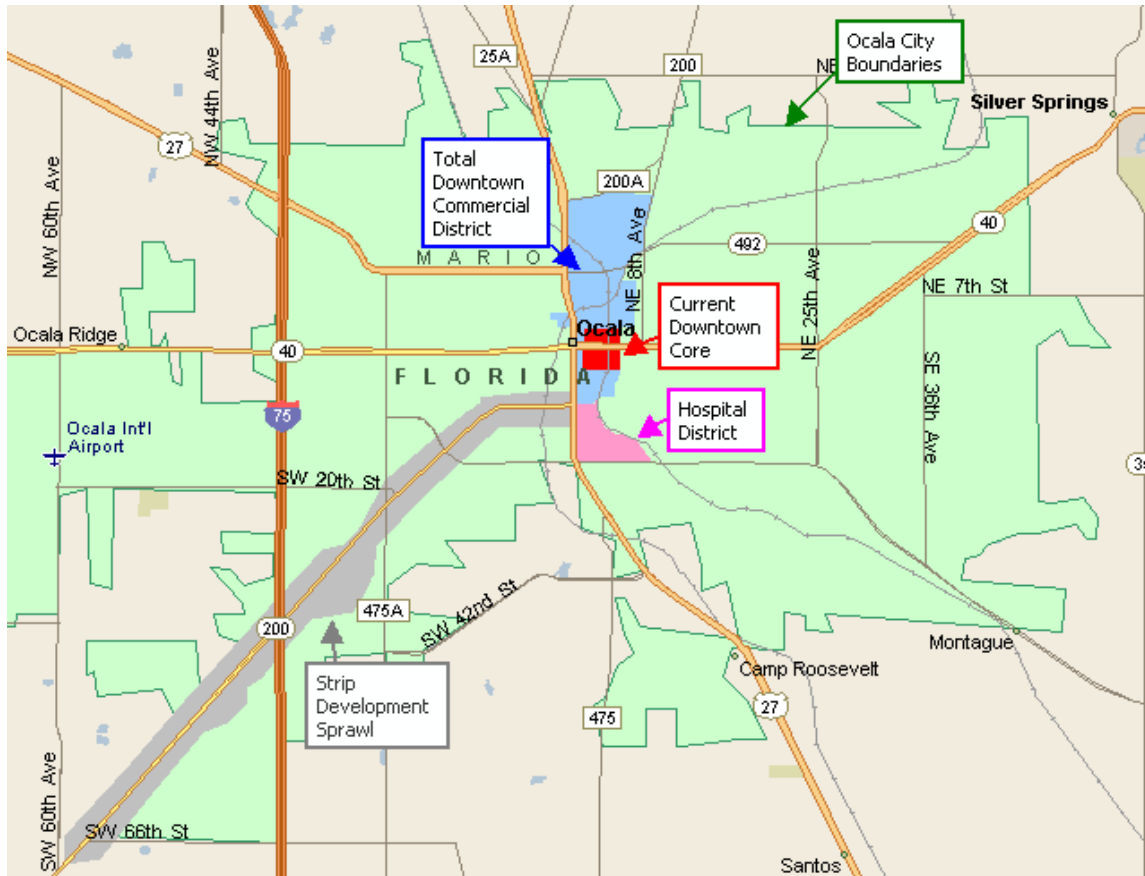 25A
200
NE
Ocala City
Boundaries
Silver Springs
NW 44th Ave
27
NW 60th Ave
Total
Downtown
Commercial
District
200A
NE 8th Ave
492
40
MARIO
NE 25th Ave
NE 7th St
Current
Downtown
Core
Ocala
Ocala Ridge
40
FLORIDA
SE 36th Ave
75
Hospital
District
Ocala Int'l
Airport
SW 20th St
475A
SW 42nd St
200
Montague
Camp Roosevelt
Strip
Development
Sprawl
475
27
SW 60th Ave
SW 66th St
Santos